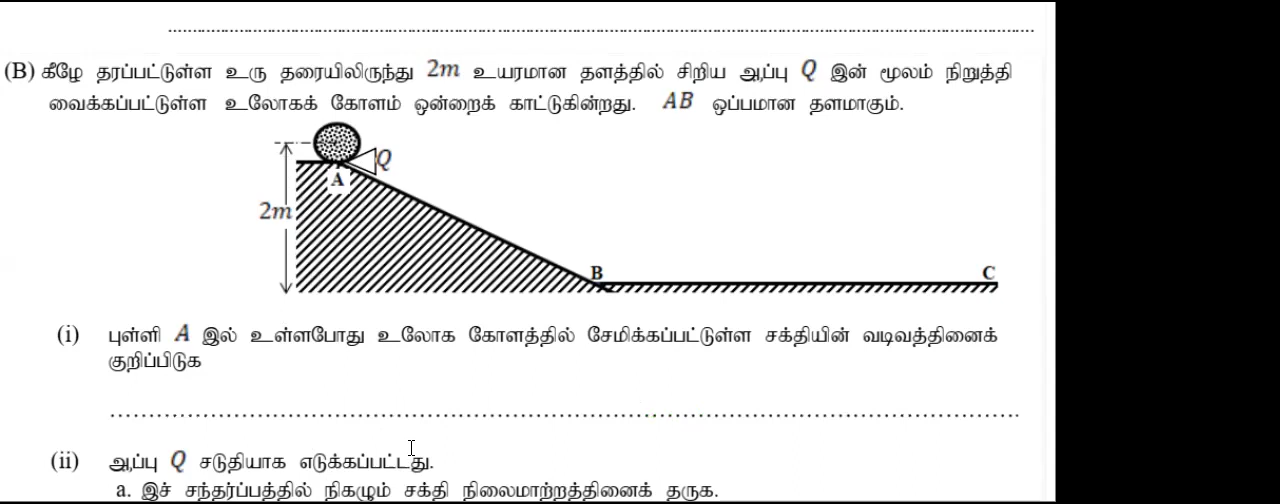 (B) கீழே தரப்பட்டுள்ள உரு தரையிலிருந்து 2m உயரமான தளத்தில் சிறிய ஆப்பு Q இன் மூலம் நிறுத்தி
வைக்கப்பட்டுள்ள உலோகக் கோளம் ஒன்றைக் காட்டுகின்றது. AB ஒப்பமான தளமாகும்.
Q
A
2m
B
C
(i) புள்ளி A இல் உள்ளபோது உலோக கோளத்தில் சேமிக்கப்பட்டுள்ள சக்தியின் வடிவத்தினைக்
குறிப்பிடுக
(ii) ஆப்பு Q சடுதியாக எடுக்கப்பட்டது.
a. இச் சந்தர்ப்பத்தில் நிகழும் சக்தி நிலைமாற்றத்தினைத் தருக.